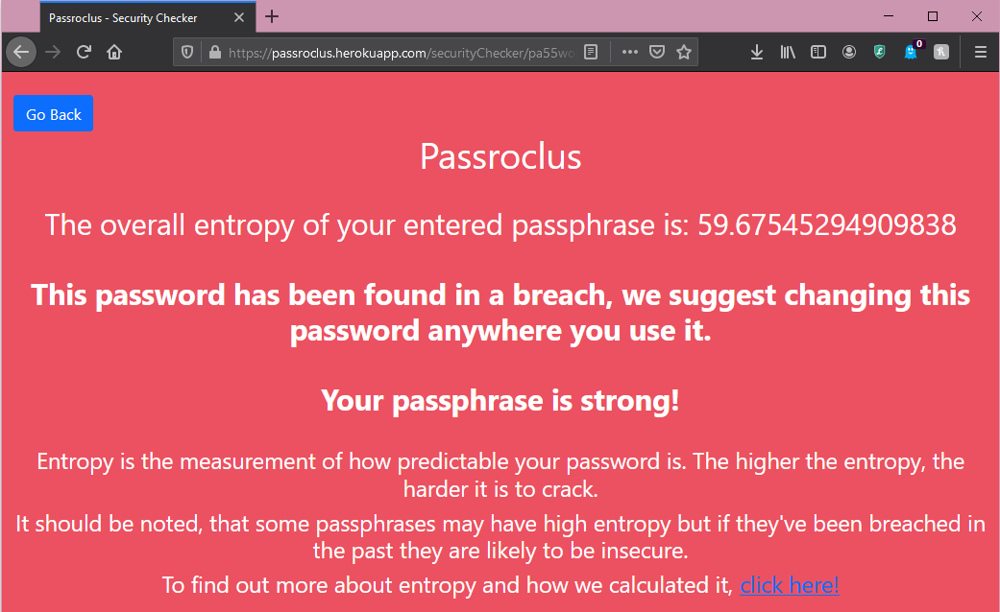 Passroclus - Security Checker
https://passroclus.herokuapp.com/securityChecker/pa55wo
0
Go Back
Passroclus
The overall entropy of your entered passphrase is: 59.67545294909838
This password has been found in a breach, we suggest changing this
password anywhere you use it.
Your passphrase is strong!
Entropy is the measurement of how predictable your password is. The higher the entropy, the
harder it is to crack.
It should be noted, that some passphrases may have high entropy but if they've been breached in
the past they are likely to be insecure.
To find out more about entropy and how we calculated it, click here!